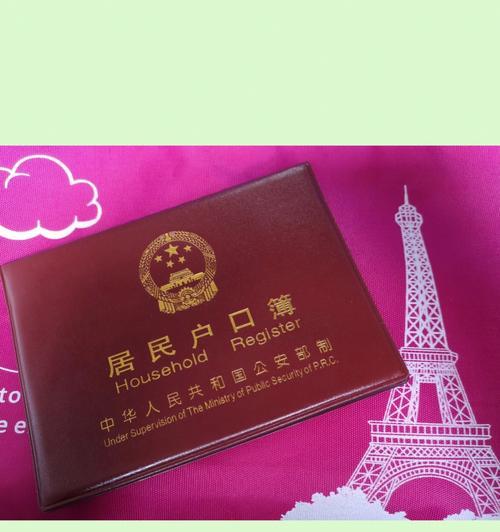 居民户口簿
Household Register
中华人民共和国公安部制
Under Supervision of The Ministry of Public Security of P.R.C.
to
e e